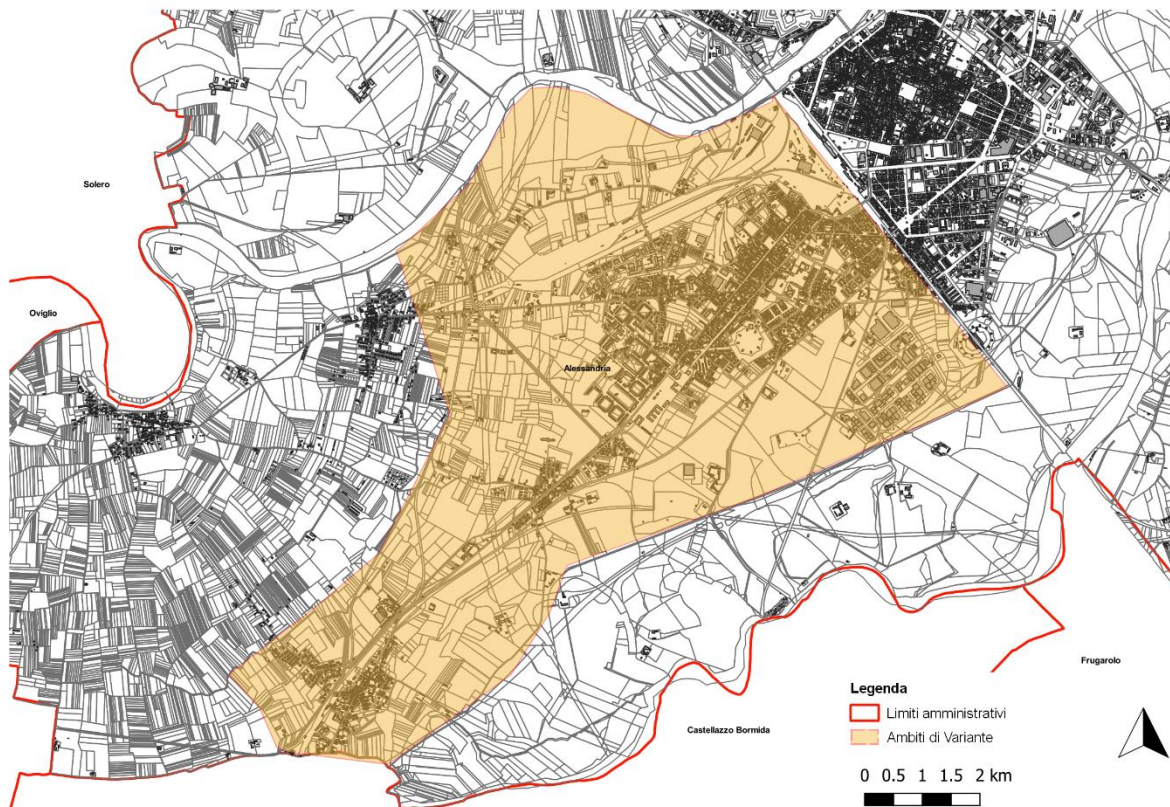 Solero
Oviglio
Alessandria
Frugarolo
Castellazzo Bormida
Legenda
Limiti amministrativi
Ambiti di Variante
0 0.5 1 1.5 2 km